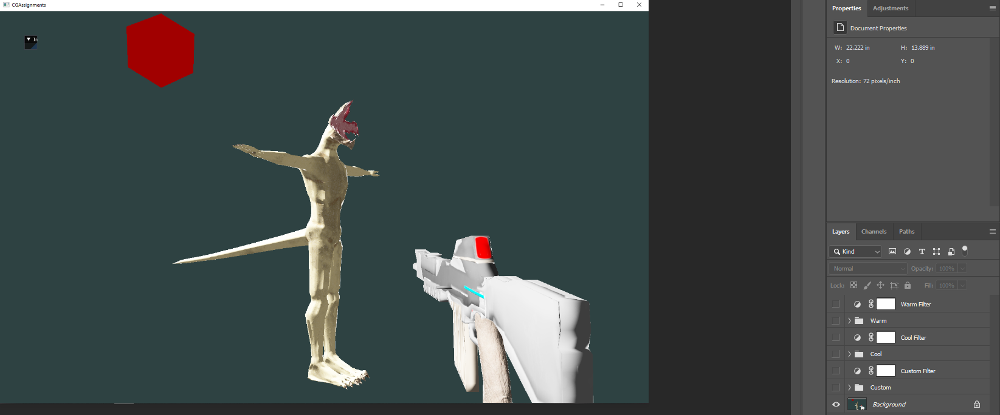 CGAssignments
In
Properties Adjustments
Document Properties
W: 22.222 in H: 13.889 in
X: 0 Y: 0
Resolution: 72 pixels/inch
Layers Channels Paths
Kind T
Normal Opacity: 100%
Lock: Fill: 100%
Warm Filter
Warm
Cool Filter
Cool
Custom Filter
Custom
Background